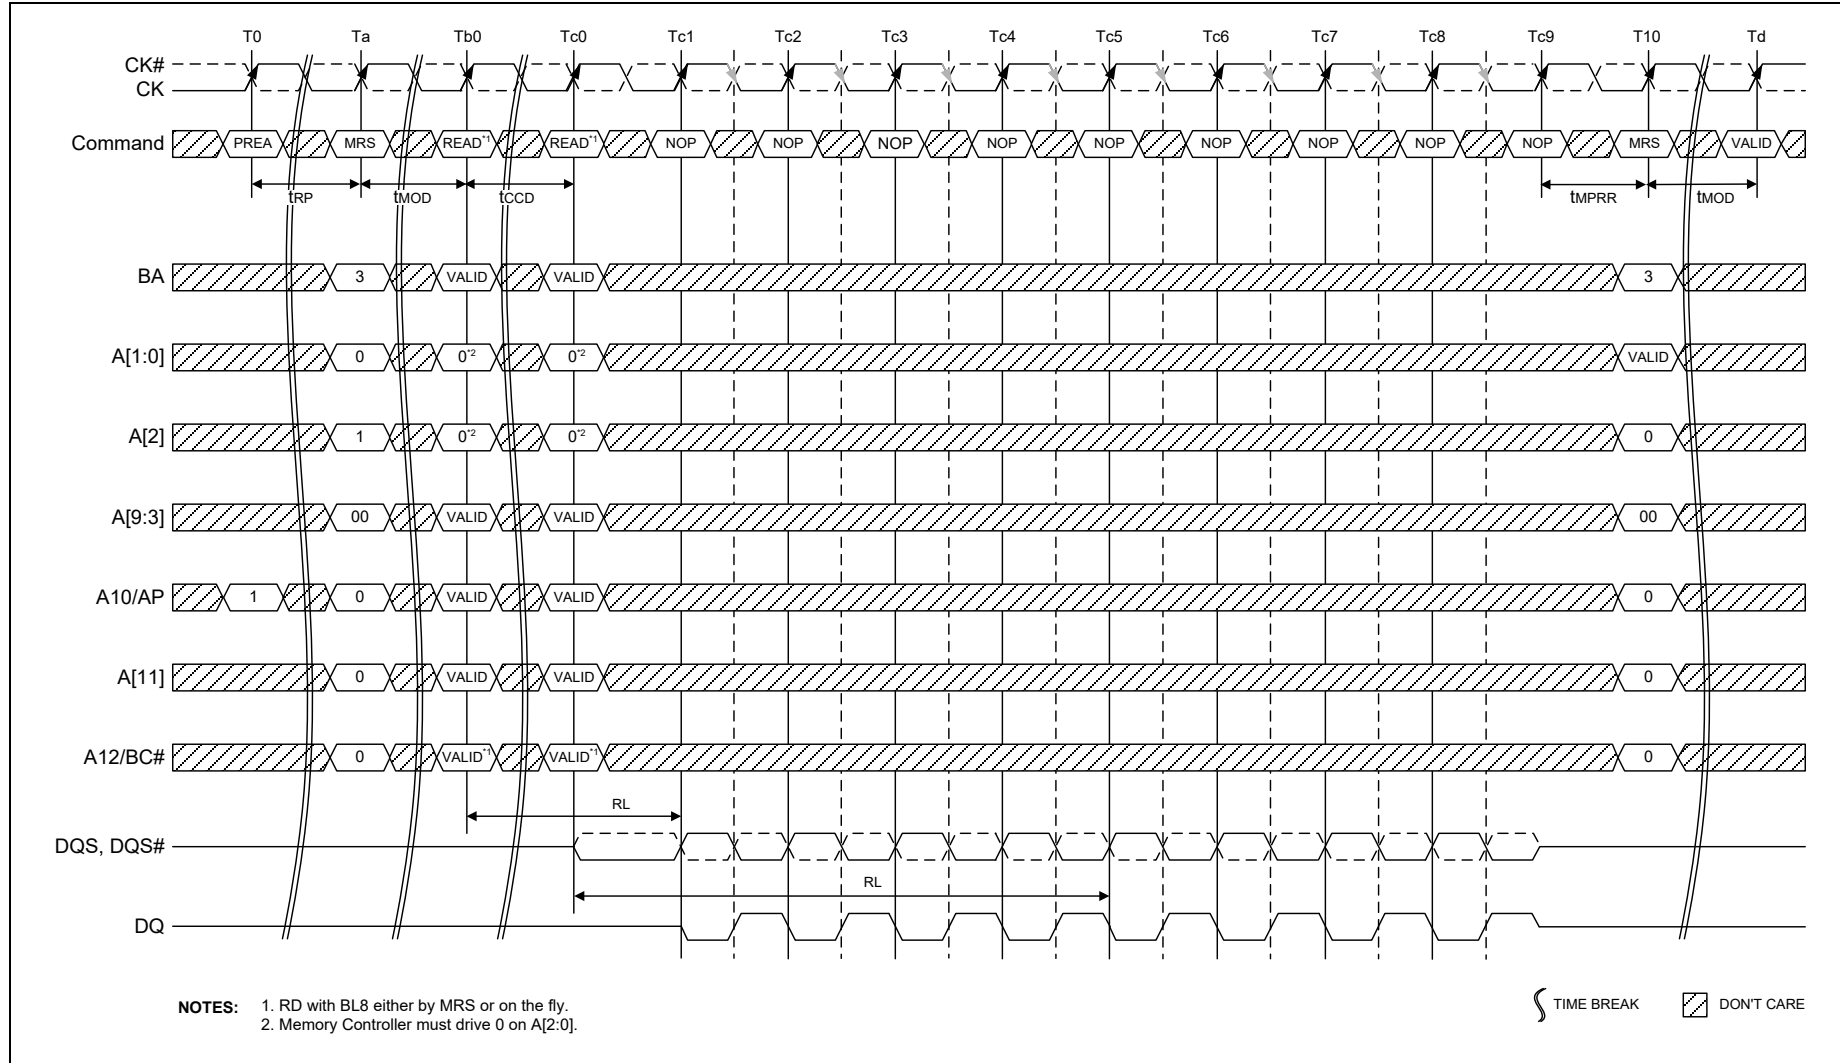 T0 Ta Tb0 Tc0 Tc1 Tc2 Tc3 Tc4 Tc5 Tc6 Tc7 Tc8 Tc9 T10 Td
CK#
CK
Command PREA MRS READ*1 READ*1 NOP NOP NOP NOP NOP NOP NOP NOP NOP MRS VALID
tRP tMOD tCCD tMPRR tMOD
BA 3 VALID VALID 3
A[1:0] 0 0*2 0*2 VALID
A[2] 1 0*2 0*2 0
A[9:3] 00 VALID VALID 00
A10/AP 1 0 VALID VALID 0
A[11] 0 VALID VALID 0
A12/BC# 0 VALID*1 VALID*1 0
RL
DQS, DQS#
RL
DQ
NOTES: 1. RD with BL8 either by MRS or on the fly.
2. Memory Controller must drive 0 on A[2:0].
TIME BREAK DON'T CARE